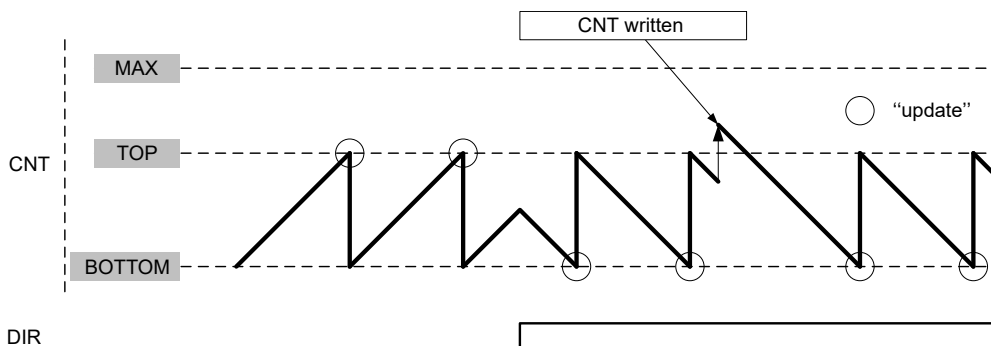 CNT written
MAX
"update"
TOP
CNT
BOTTOM
DIR